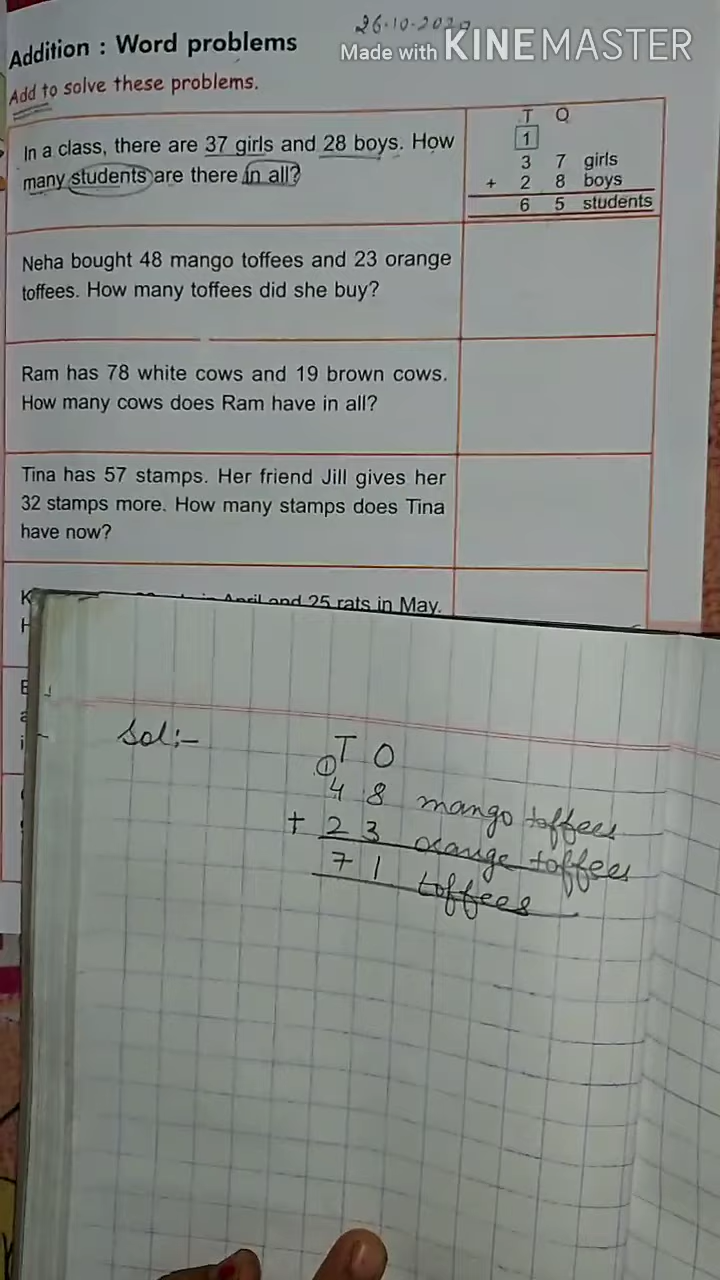 26-10-2020
Made with KINEMASTER
Addition : Word problems
Add to solve these problems.
In a class, there are 37 girls and 28 boys. How
many students are there in all?
T O
1
3 7 girls
+ 2 8 boys
6 5 students
Neha bought 48 mango toffees and 23 orange
toffees. How many toffees did she buy?
Ram has 78 white cows and 19 brown cows.
How many cows does Ram have in all?
Tina has 57 stamps. Her friend Jill gives her
32 stamps more. How many stamps does Tina
have now?
April and 25 rats in May.
Sol:-
T O
1
4 8 mango toffees
+ 2 3 orange toffees
7 1 toffees